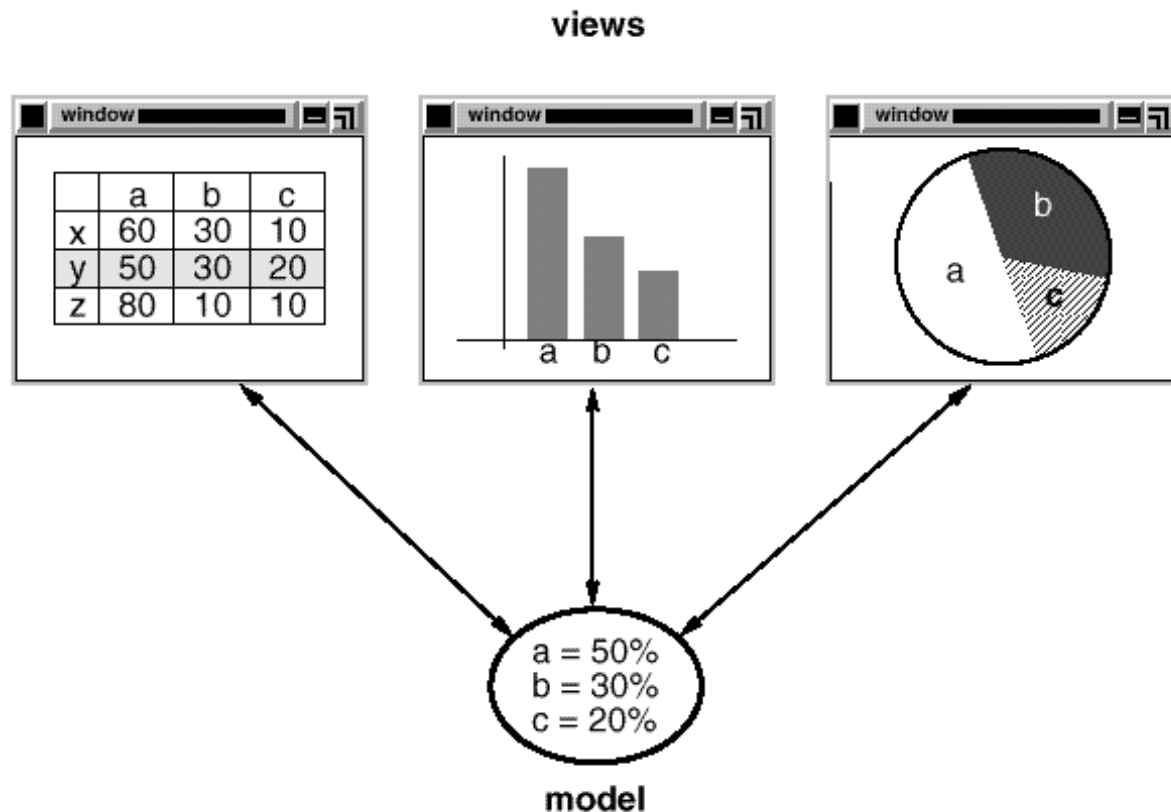 views
window
window
window
a b c
x 60 30 10
y 50 30 20
z 80 10 10
a b c
b
a
c
a = 50%
b = 30%
c = 20%
model